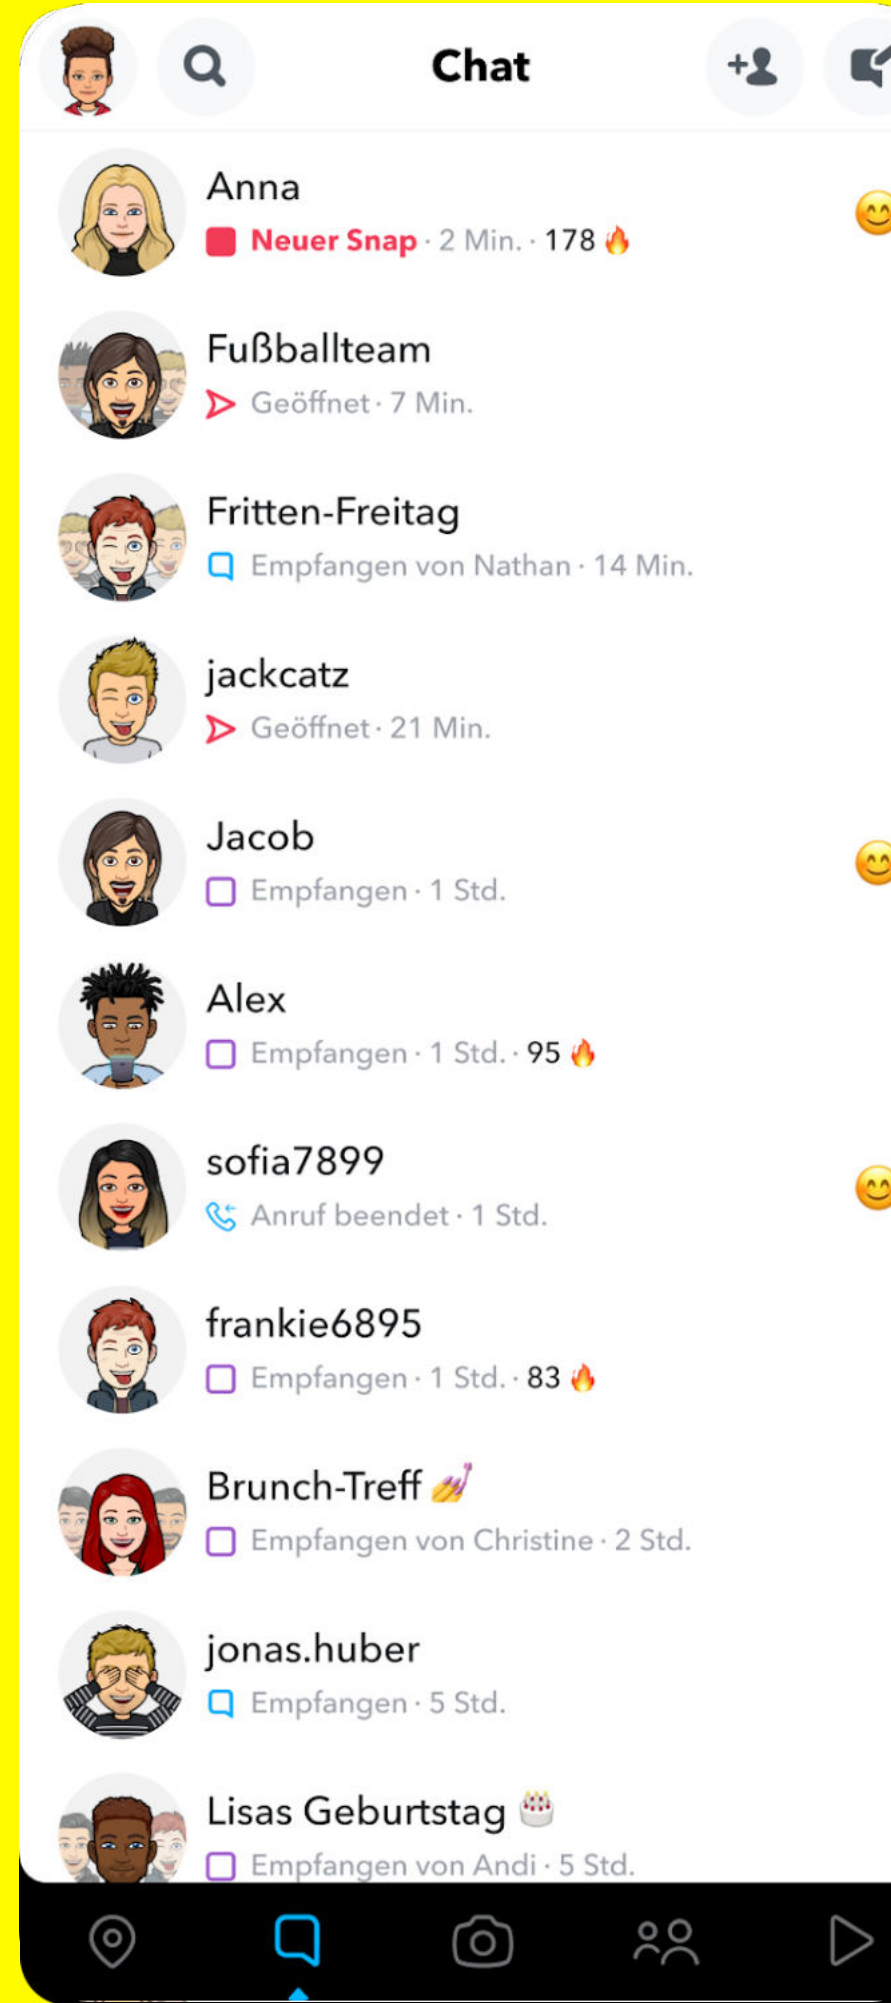 Chat
Anna
Neuer Snap · 2 Min. · 178 🔥
Fußballteam
Geöffnet · 7 Min.
Fritten-Freitag
Empfangen von Nathan · 14 Min.
jackcatz
Geöffnet · 21 Min.
Jacob
Empfangen · 1 Std.
Alex
Empfangen · 1 Std. · 95 🔥
sofia7899
Anruf beendet · 1 Std.
frankie6895
Empfangen · 1 Std. · 83 🔥
Brunch-Treff 💅
Empfangen von Christine · 2 Std.
jonas.huber
Empfangen · 5 Std.
Lisas Geburtstag 🎂
Empfangen von Andi · 5 Std.